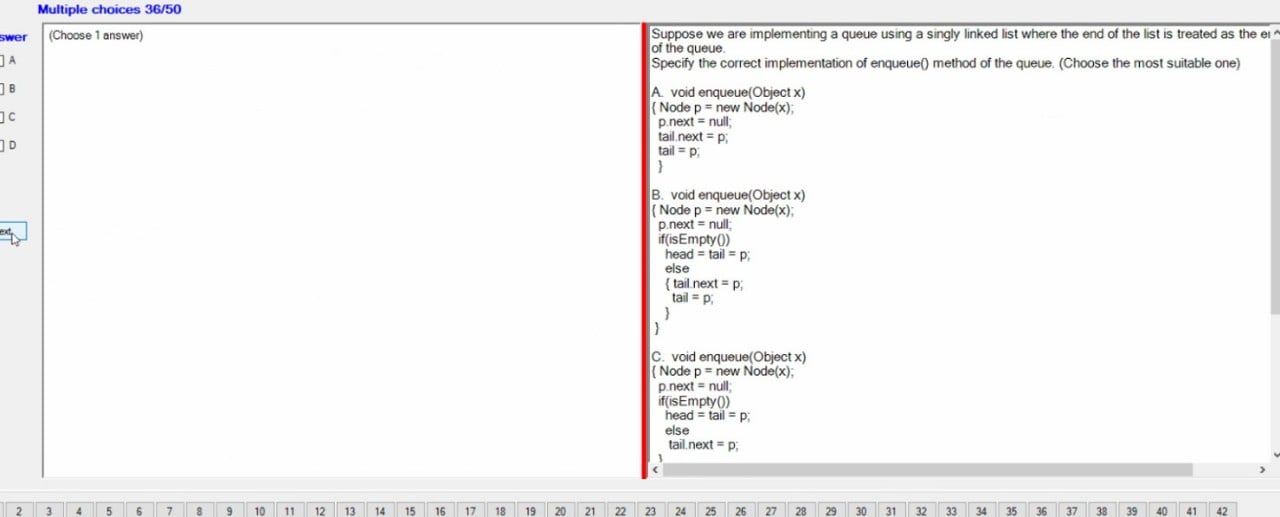 Multiple choices 36/50
swer
A
B
C
D
ext
(Choose 1 answer)
Suppose we are implementing a queue using a singly linked list where the end of the list is treated as the
of the queue.
Specify the correct implementation of enqueue() method of the queue. (Choose the most suitable one)
A. void enqueue(Object x)
{ Node p = new Node(x);
p.next = null;
tail.next = p;
tail = p;
}
B. void enqueue(Object x)
{ Node p = new Node(x);
p.next = null;
if(isEmpty())
head = tail = p;
else
{ tail.next = p;
tail = p;
}
}
C. void enqueue(Object x)
{ Node p = new Node(x);
p.next = null;
if(isEmpty())
head = tail = p;
else
tail.next = p;
}
2 3 4 5 6 7 8 9 10 11 12 13 14 15 16 17 18 19 20 21 22 23 24 25 26 27 28 29 30 31 32 33 34 35 36 37 38 39 40 41 42